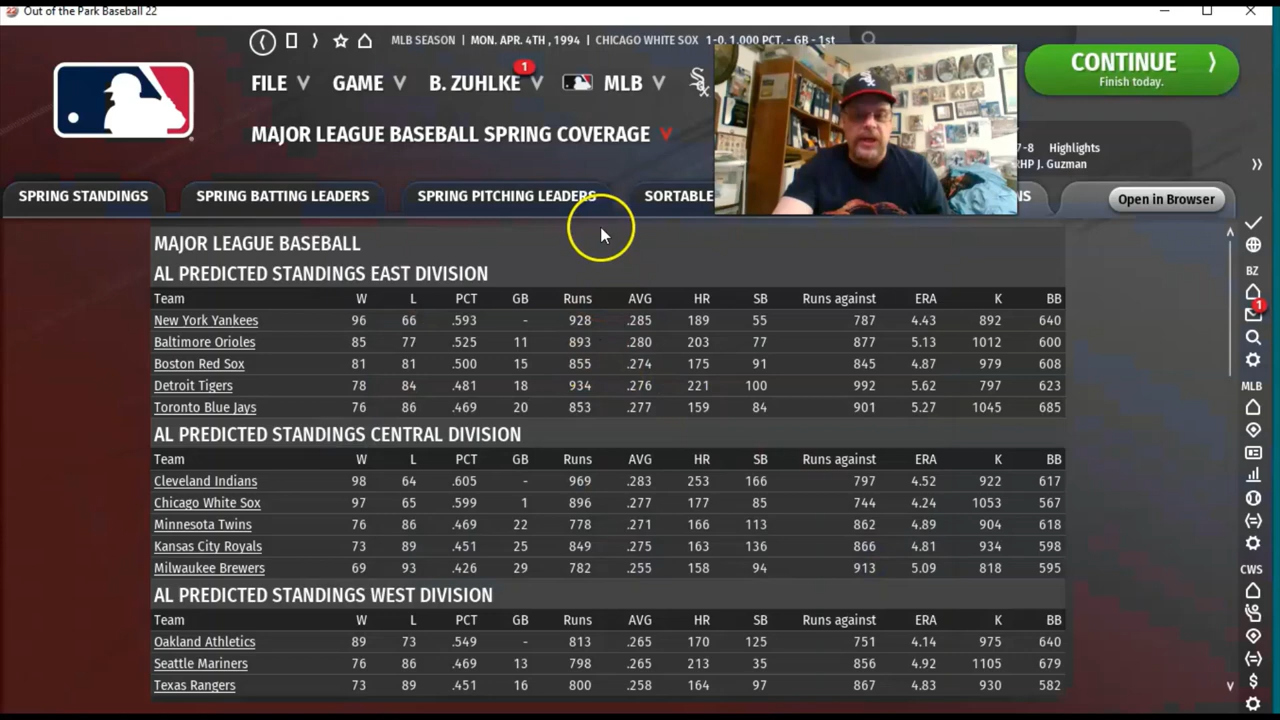 Out of the Park Baseball 22
MLB SEASON | MON. APR. 4TH, 1994 | CHICAGO WHITE SOX 1-0, 1.000 PCT. - GB - 1st
FILE GAME B. ZUHLKE 1 MLB
CONTINUE
Finish today.
MAJOR LEAGUE BASEBALL SPRING COVERAGE
7-8 Highlights
RHP J. Guzman
SPRING STANDINGS SPRING BATTING LEADERS SPRING PITCHING LEADERS SORTABLE Open in Browser
MAJOR LEAGUE BASEBALL
AL PREDICTED STANDINGS EAST DIVISION
Team W L PCT GB Runs AVG HR SB Runs against ERA K BB
New York Yankees 96 66 .593 - 928 .285 189 55 787 4.43 892 640
Baltimore Orioles 85 77 .525 11 893 .280 203 77 877 5.13 1012 600
Boston Red Sox 81 81 .500 15 855 .274 175 91 845 4.87 979 608
Detroit Tigers 78 84 .481 18 934 .276 221 100 992 5.62 797 623
Toronto Blue Jays 76 86 .469 20 853 .277 159 84 901 5.27 1045 685
AL PREDICTED STANDINGS CENTRAL DIVISION
Team W L PCT GB Runs AVG HR SB Runs against ERA K BB
Cleveland Indians 98 64 .605 - 969 .283 253 166 797 4.52 922 617
Chicago White Sox 97 65 .599 1 896 .277 177 85 744 4.24 1053 567
Minnesota Twins 76 86 .469 22 778 .271 166 113 862 4.89 904 618
Kansas City Royals 73 89 .451 25 849 .275 163 136 866 4.81 934 598
Milwaukee Brewers 69 93 .426 29 782 .255 158 94 913 5.09 818 595
AL PREDICTED STANDINGS WEST DIVISION
Team W L PCT GB Runs AVG HR SB Runs against ERA K BB
Oakland Athletics 89 73 .549 - 813 .265 170 125 751 4.14 975 640
Seattle Mariners 76 86 .469 13 798 .265 213 35 856 4.92 1105 679
Texas Rangers 73 89 .451 16 800 .258 164 97 867 4.83 930 582
BZ
1
MLB
CWS